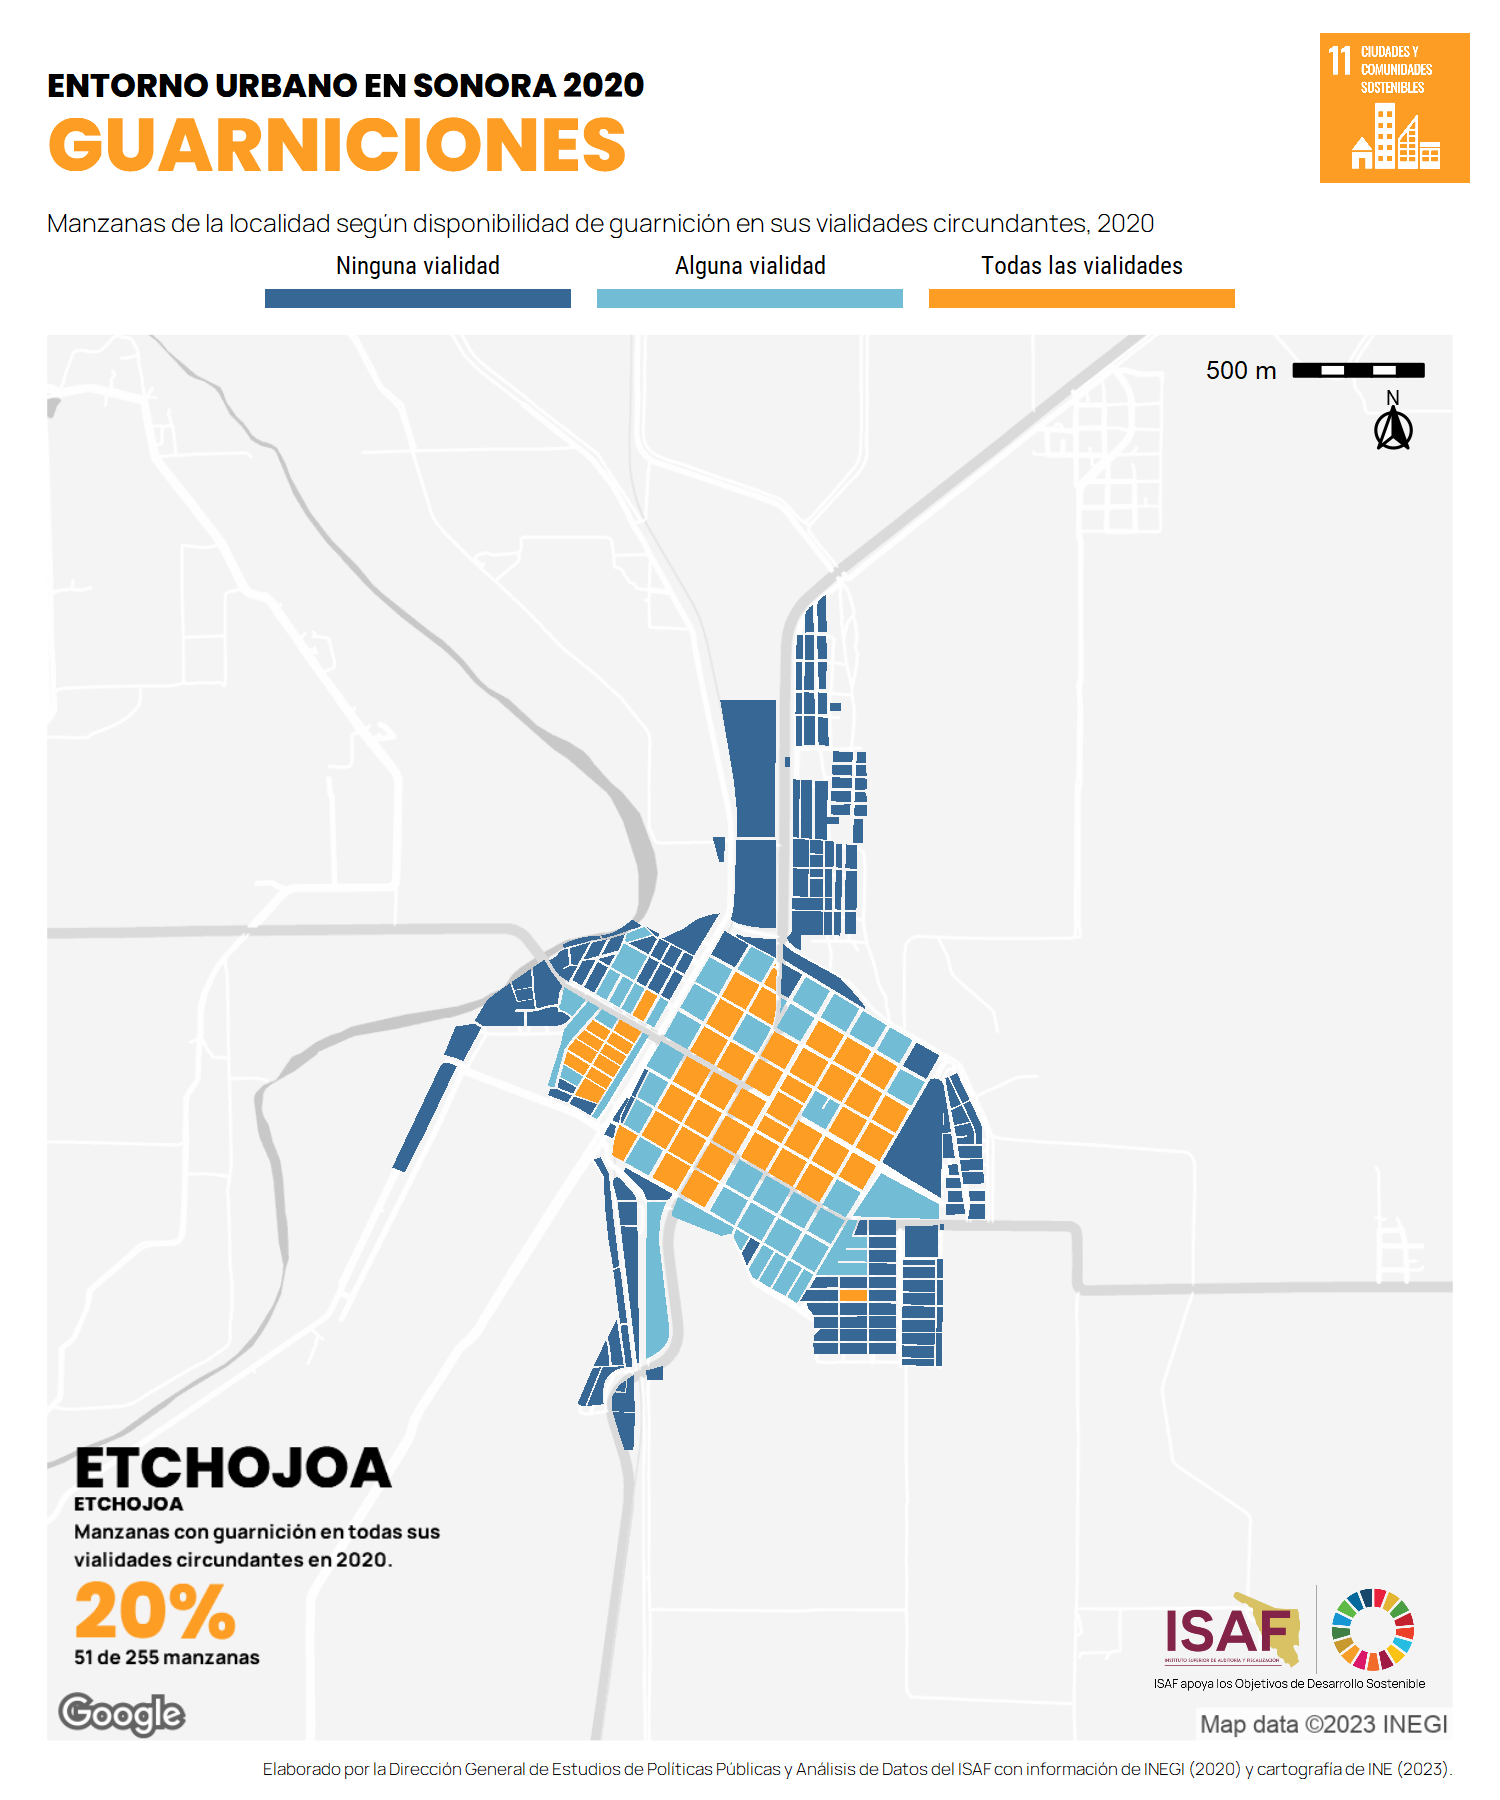 ENTORNO URBANO EN SONORA 2020
GUARNICIONES
11 CIUDADES Y
COMUNIDADES
SOSTENIBLES
Manzanas de la localidad según disponibilidad de guarnición en sus vialidades circundantes, 2020
Ninguna vialidad
Alguna vialidad
Todas las vialidades
500 m
N
ETCHOJOA
ETCHOJOA
Manzanas con guarnición en todas sus
vialidades circundantes en 2020.
20%
51 de 255 manzanas
Google
ISAF
INSTITUTO SUPERIOR DE AUDITORÍA Y FISCALIZACIÓN
ISAF apoya los Objetivos de Desarrollo Sostenible
Map data ©2023 INEGI
Elaborado por la Dirección General de Estudios de Políticas Públicas y Análisis de Datos del ISAF con información de INEGI (2020) y cartografía de INE (2023).